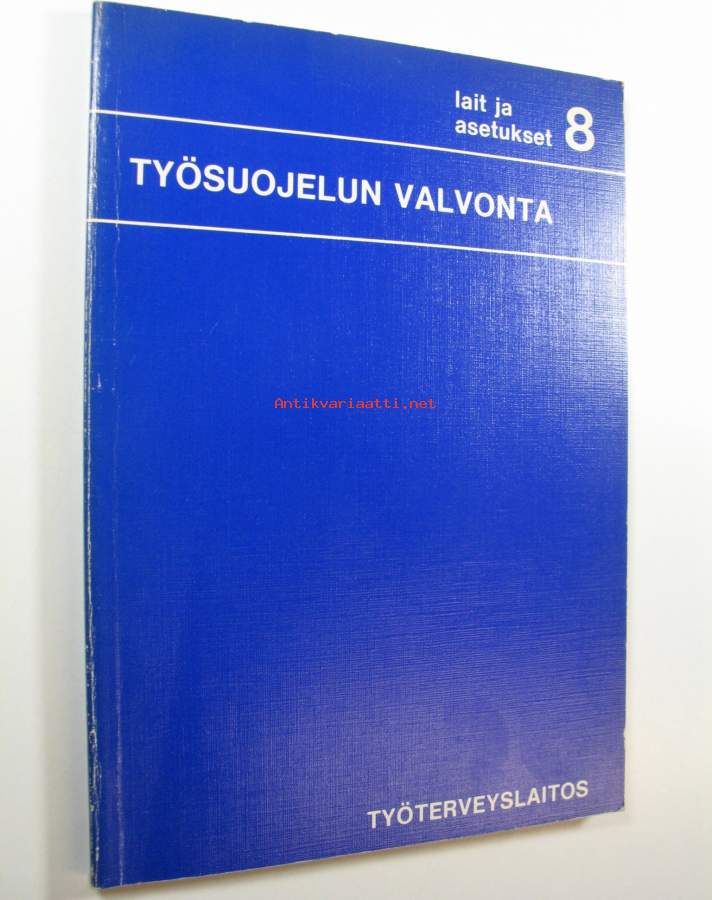 lait ja
asetukset 8
TYÖSUOJELUN VALVONTA
Antikvariaatti.net
TYÖTERVEYSLAITOS